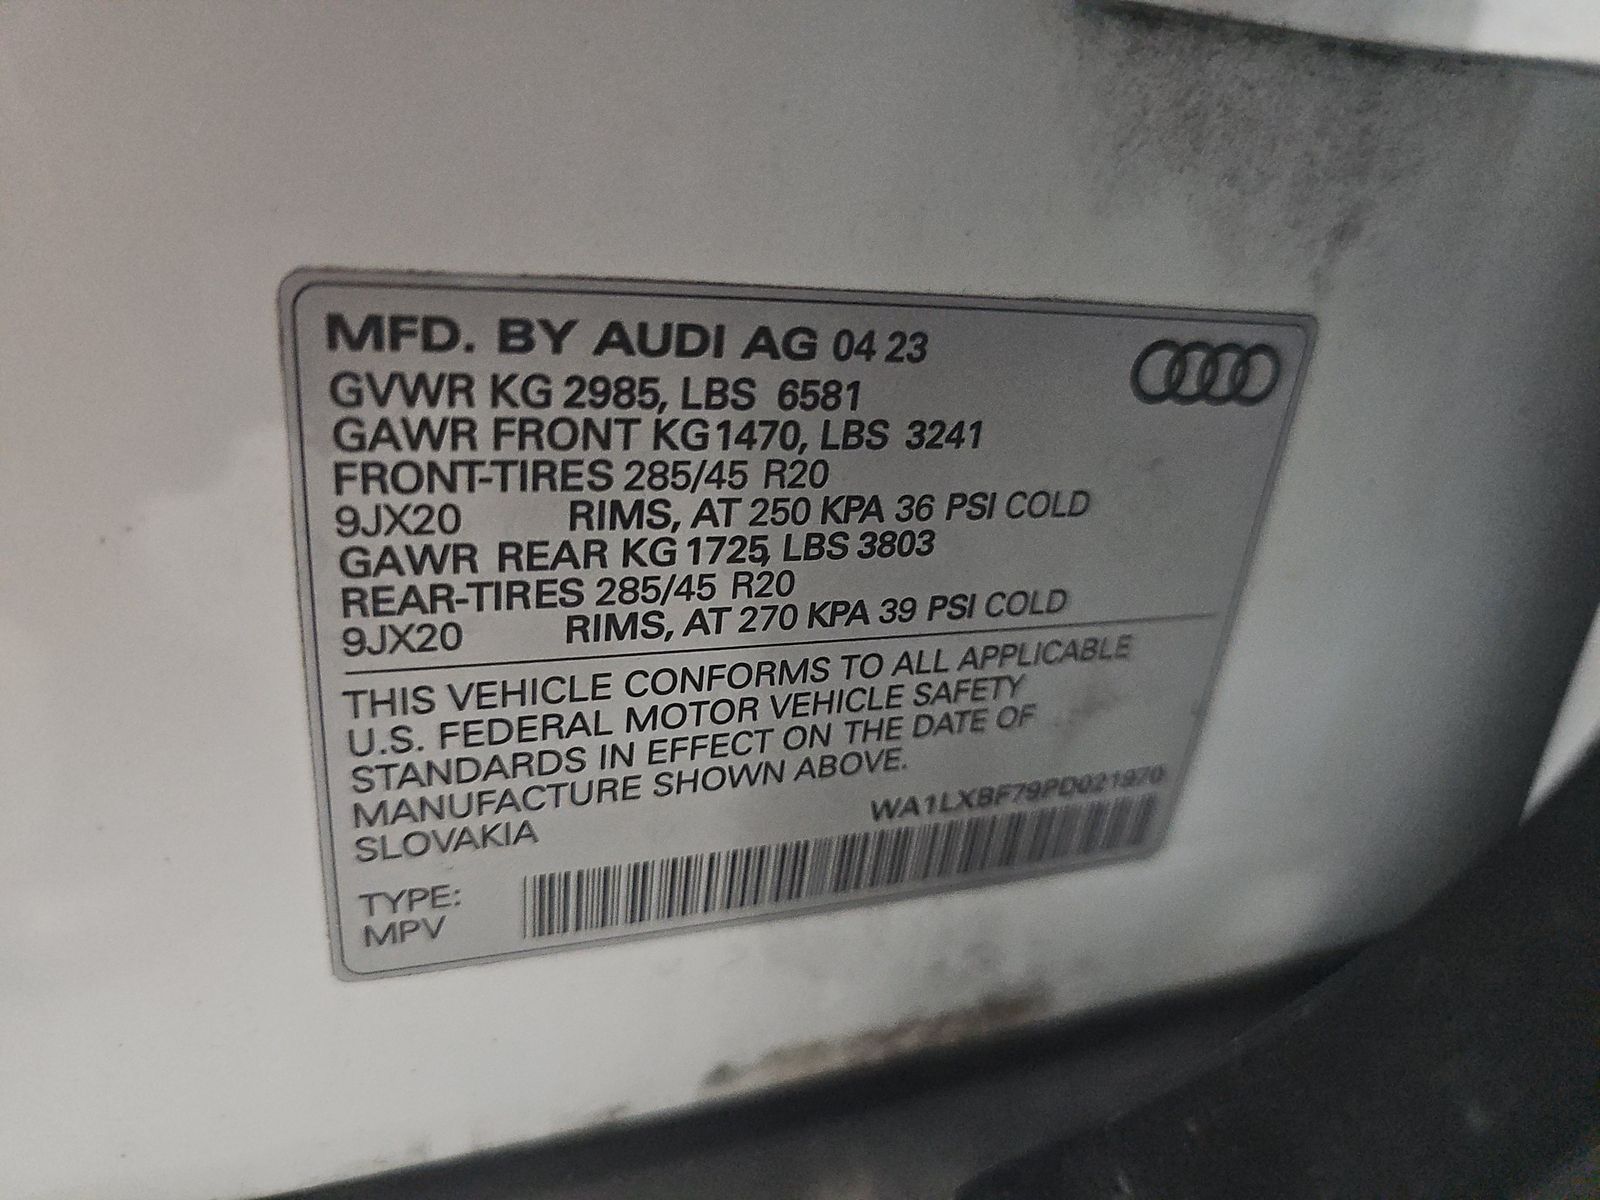 MFD. BY AUDI AG 04 23
GVWR KG 2985, LBS 6581
GAWR FRONT KG 1470, LBS 3241
FRONT-TIRES 285/45 R20
9JX20 RIMS, AT 250 KPA 36 PSI COLD
GAWR REAR KG 1725, LBS 3803
REAR-TIRES 285/45 R20
9JX20 RIMS, AT 270 KPA 39 PSI COLD
THIS VEHICLE CONFORMS TO ALL APPLICABLE
U.S. FEDERAL MOTOR VEHICLE SAFETY
STANDARDS IN EFFECT ON THE DATE OF
MANUFACTURE SHOWN ABOVE.
SLOVAKIA
WA1LXBF79PD021970
TYPE:
MPV